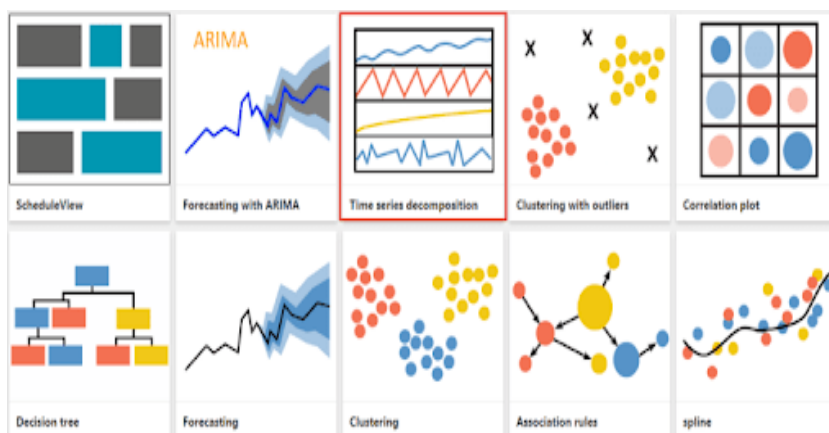 ARIMA
ScheduleView
Forecasting with ARIMA
Time series decomposition
X
X
X
X
Clustering with outliers
Correlation plot
Decision tree
Forecasting
Clustering
Association rules
spline